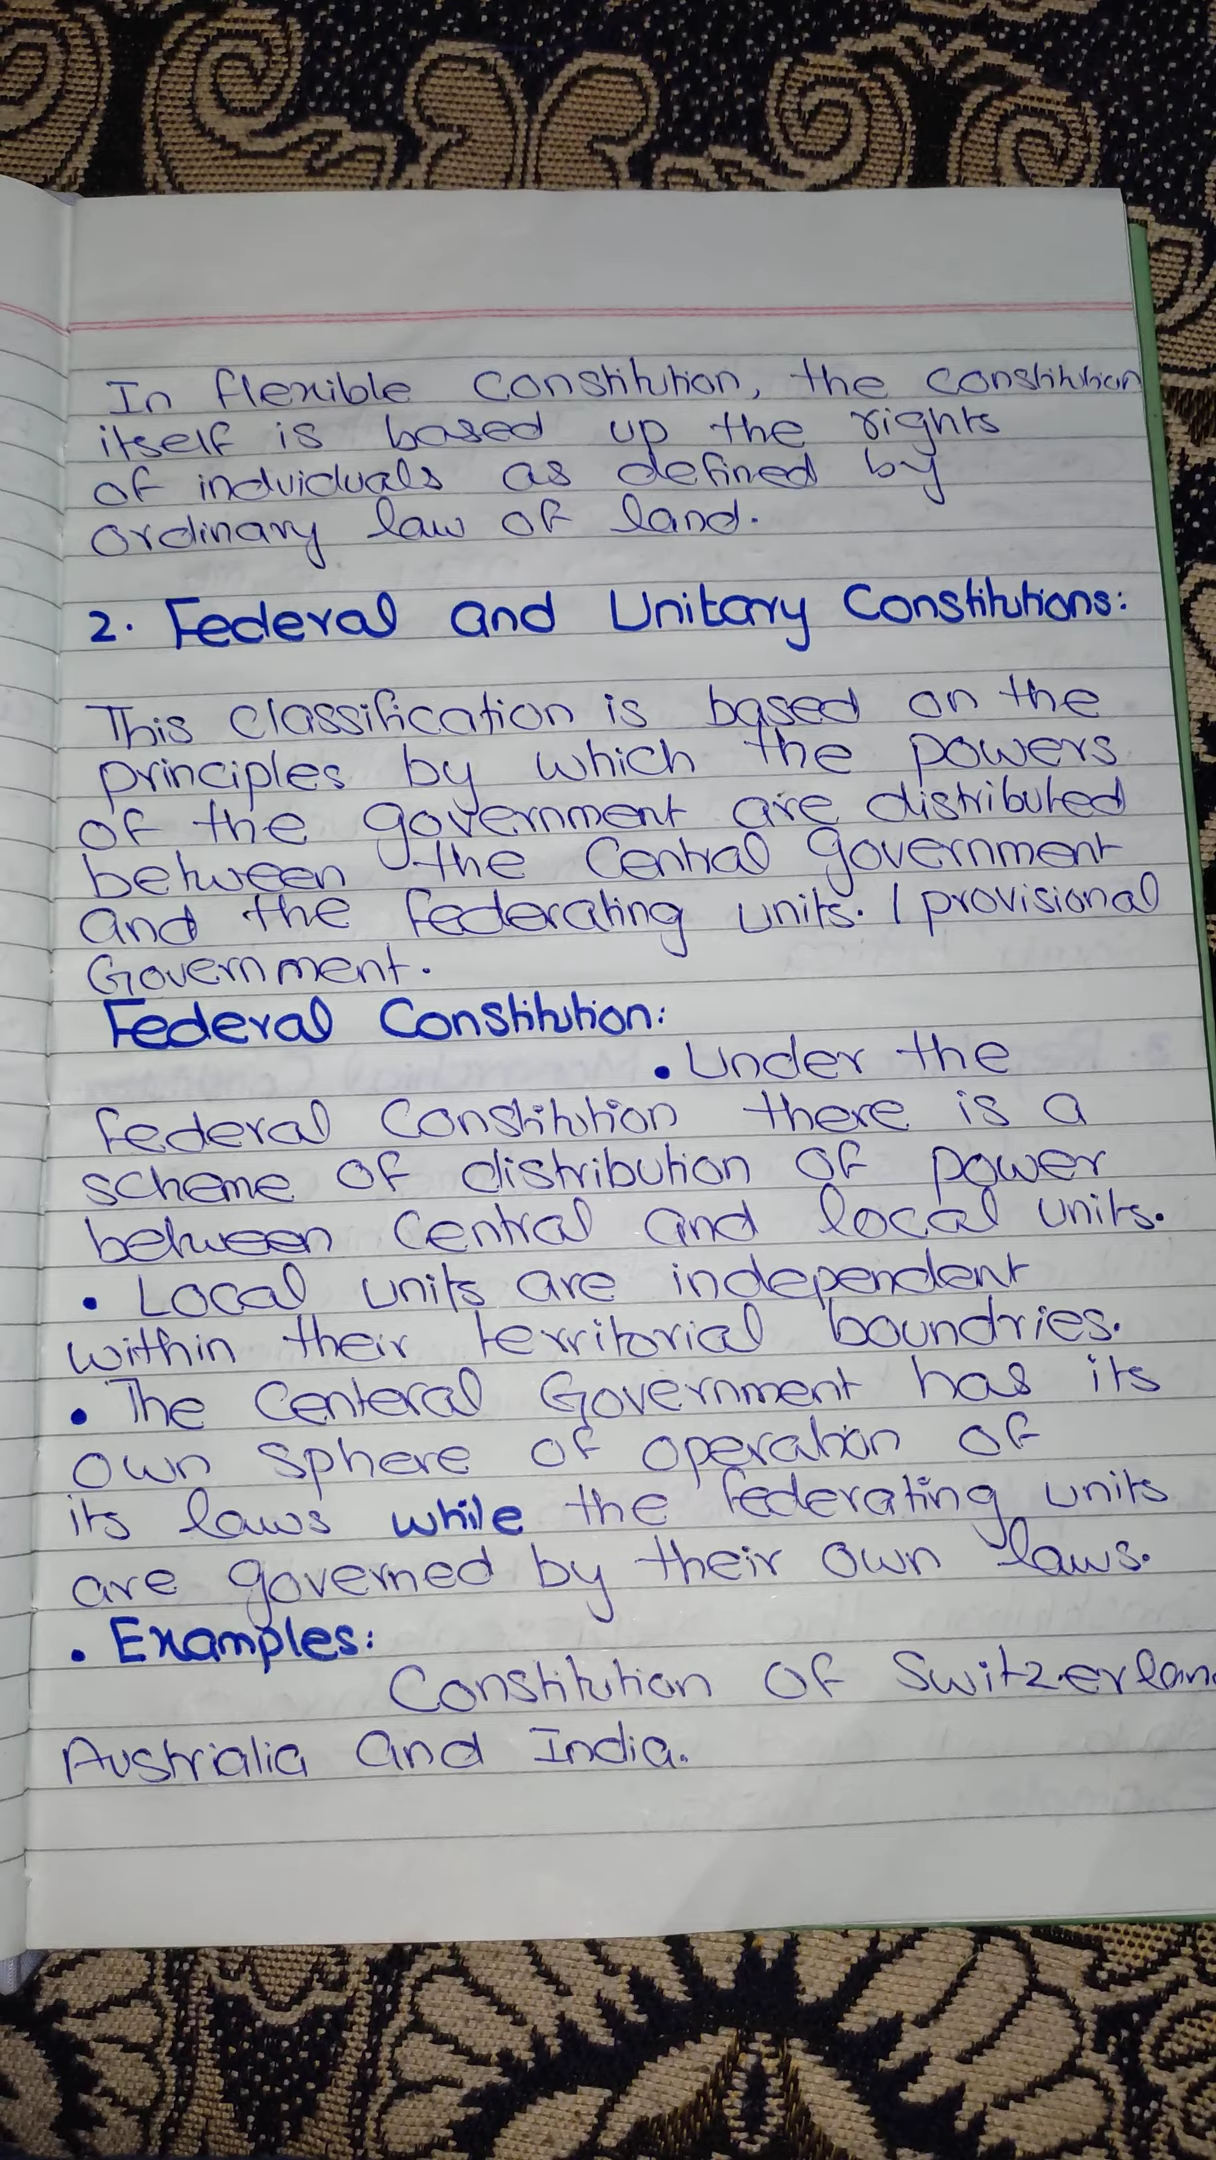 In flexible Constitution, the constitution
itself is based up the rights
of indviduals as defined by
ordinary law of land.
2. Federal and Unitary Constitutions:
This classification is based on the
principles by which the powers
of the government are distributed
between the Central government
and the federating units. / provisional
Government.
Federal Constitution:
• Under the
federal Constitution there is a
scheme of distribution of power
between Central and local units.
• Local units are independent
within their territorial boundries.
• The Centeral Government has its
own sphere of operation of
its laws while the federating units
are governed by their own laws.
• Examples:
Constitution of Switzerlan
Australia and India.